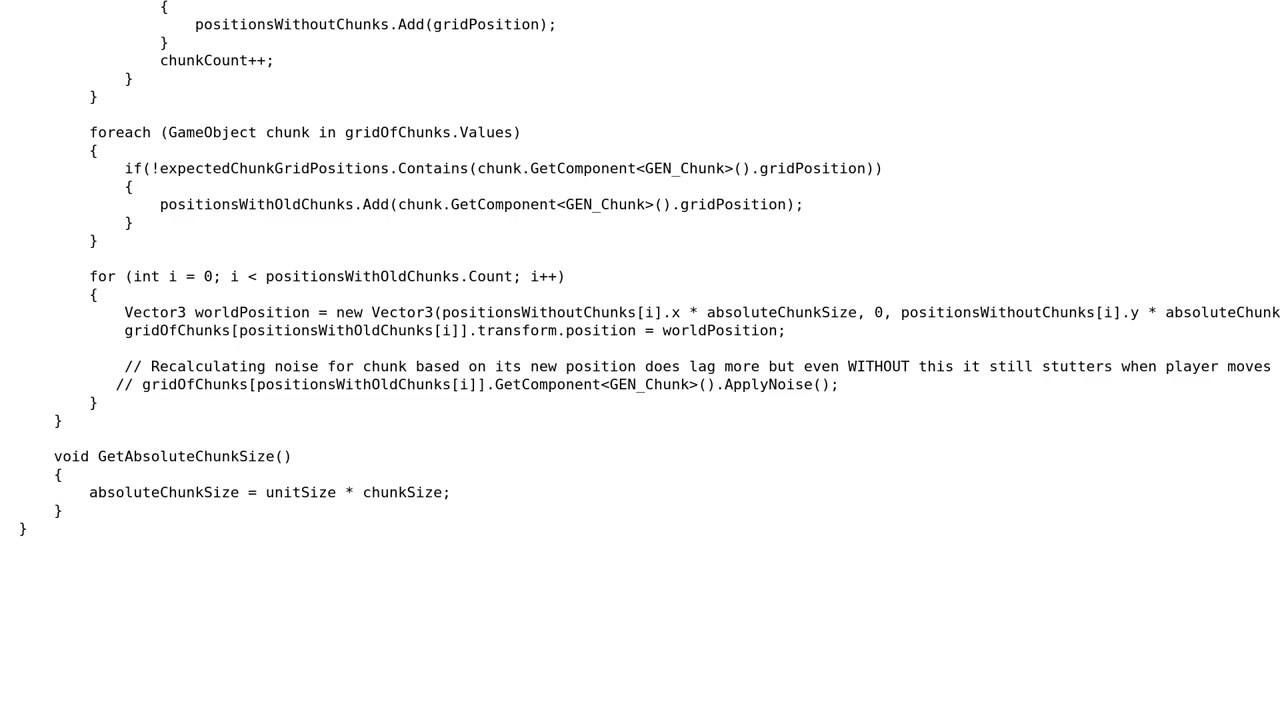 {
positionsWithoutChunks.Add(gridPosition);
}
chunkCount++;
}
}
foreach (GameObject chunk in gridOfChunks.Values)
{
if(!expectedChunkGridPositions.Contains(chunk.GetComponent<GEN_Chunk>().gridPosition))
{
positionsWithOldChunks.Add(chunk.GetComponent<GEN_Chunk>().gridPosition);
}
}
for (int i = 0; i < positionsWithOldChunks.Count; i++)
{
Vector3 worldPosition = new Vector3(positionsWithoutChunks[i].x * absoluteChunkSize, 0, positionsWithoutChunks[i].y * absoluteChunk
gridOfChunks[positionsWithOldChunks[i]].transform.position = worldPosition;
// Recalculating noise for chunk based on its new position does lag more but even WITHOUT this it still stutters when player moves
// gridOfChunks[positionsWithOldChunks[i]].GetComponent<GEN_Chunk>().ApplyNoise();
}
}
void GetAbsoluteChunkSize()
{
absoluteChunkSize = unitSize * chunkSize;
}
}